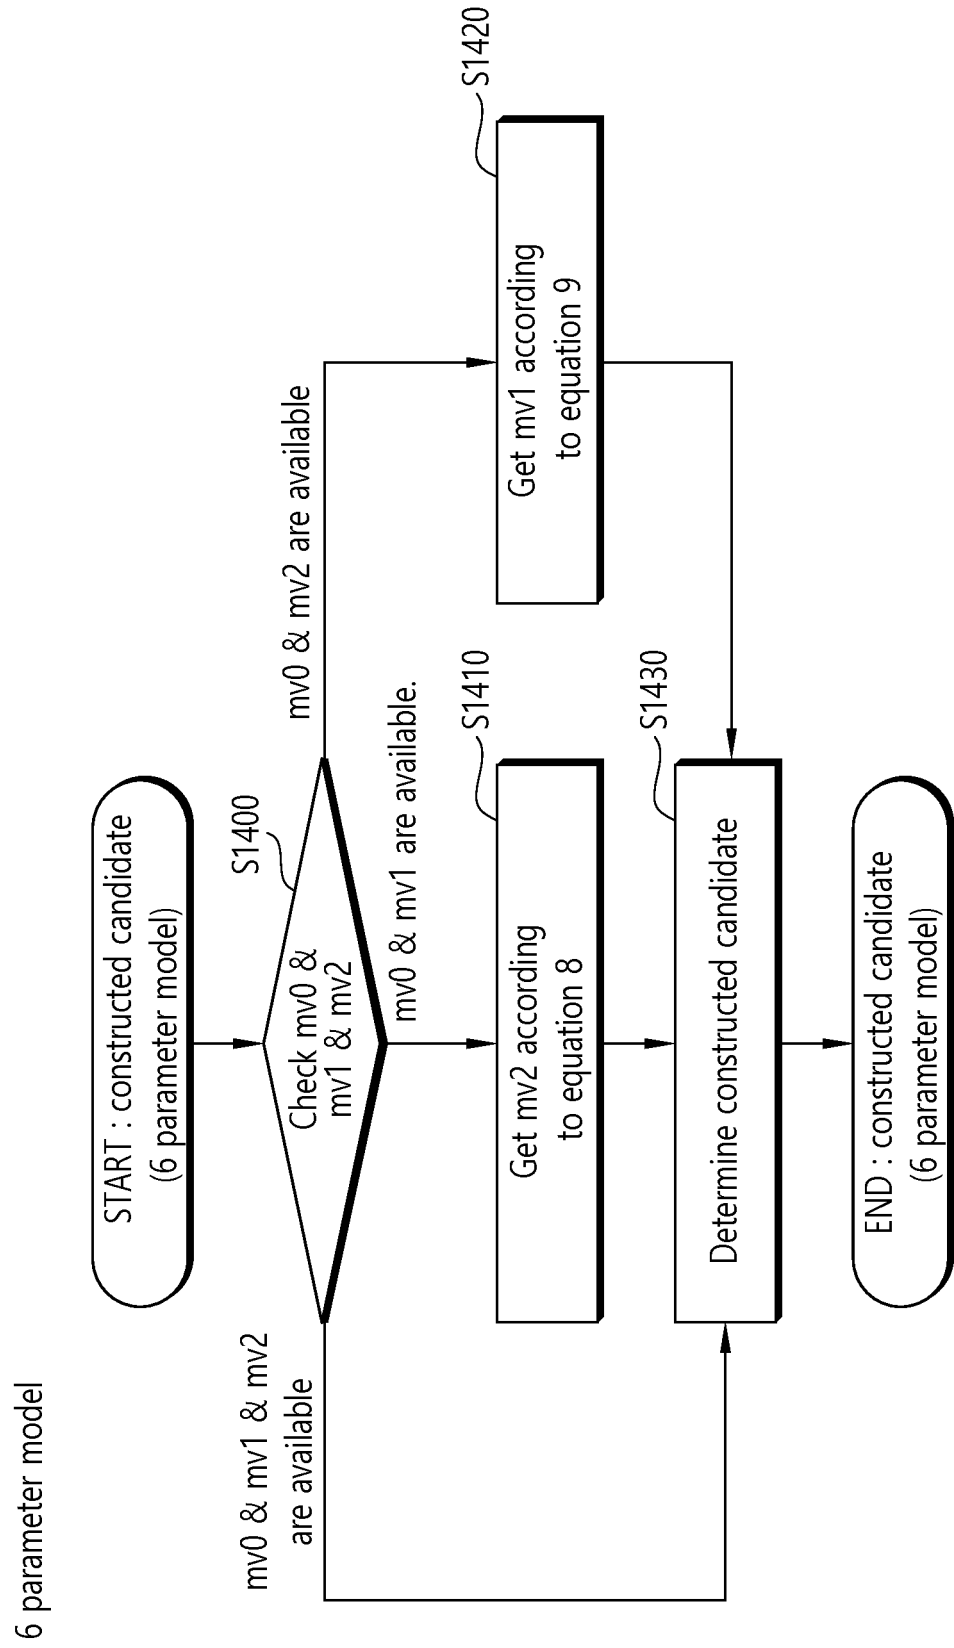 6 parameter model
START : constructed candidate
(6 parameter model)
S1400
Check mv0 &
mv1 & mv2
mv0 & mv1 & mv2
are available
mv0 & mv1 are available.
mv0 & mv2 are available
S1410
Get mv2 according
to equation 8
S1420
Get mv1 according
to equation 9
S1430
Determine constructed candidate
END : constructed candidate
(6 parameter model)